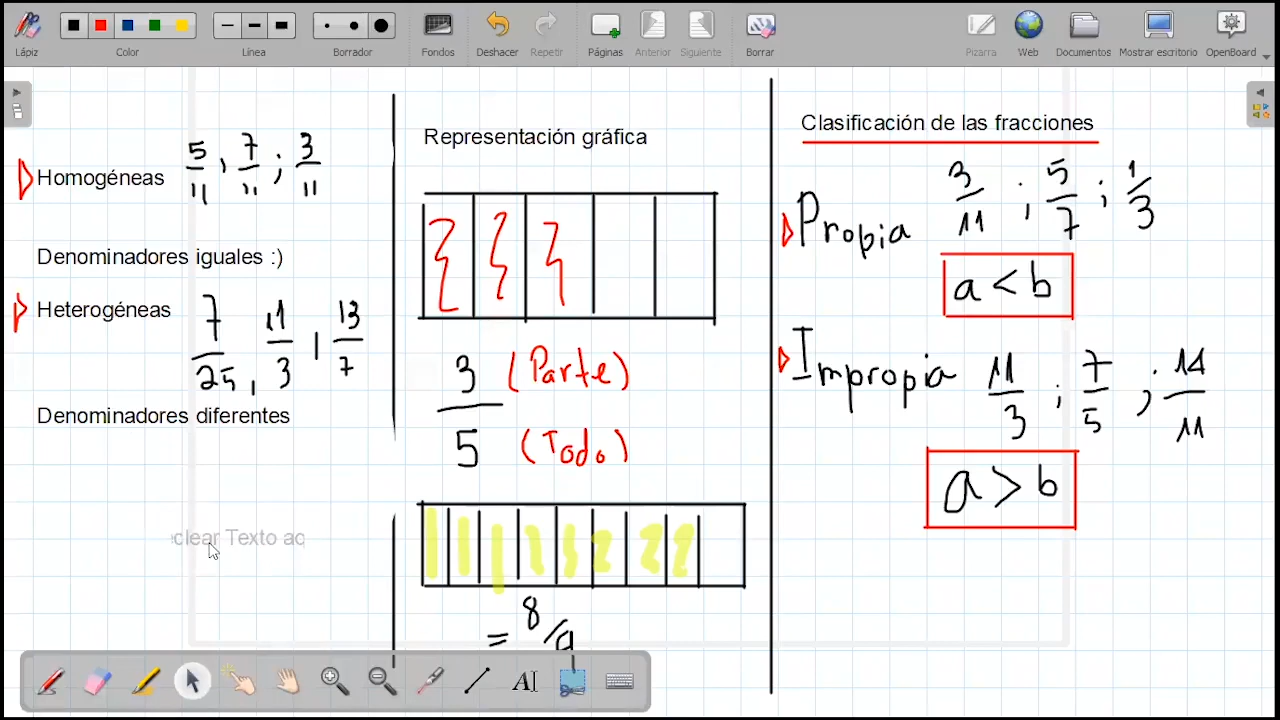 Lápiz Color Línea Borrador Fondos Deshacer Repetir Páginas Anterior Siguiente Borrar Pizarra Web Documentos Mostrar escritorio OpenBoard
Homogéneas 5/11 , 7/11 ; 3/11
Denominadores iguales :)
Heterogéneas 7/25 , 11/3 , 13/7
Denominadores diferentes
eclear Texto aq
Representación gráfica
3 (Parte)
5 (Todo)
= 8/9
Clasificación de las fracciones
Propia 3/11 ; 5/7 ; 1/3
a < b
Impropia 11/3 ; 7/5 ; 14/11
a > b